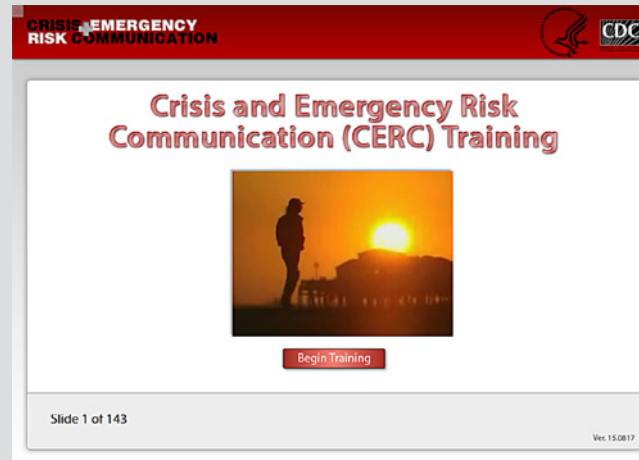 CRISIS EMERGENCY
RISK COMMUNICATION
CDC
Crisis and Emergency Risk
Communication (CERC) Training
Begin Training
Slide 1 of 143
Ver. 15.0817